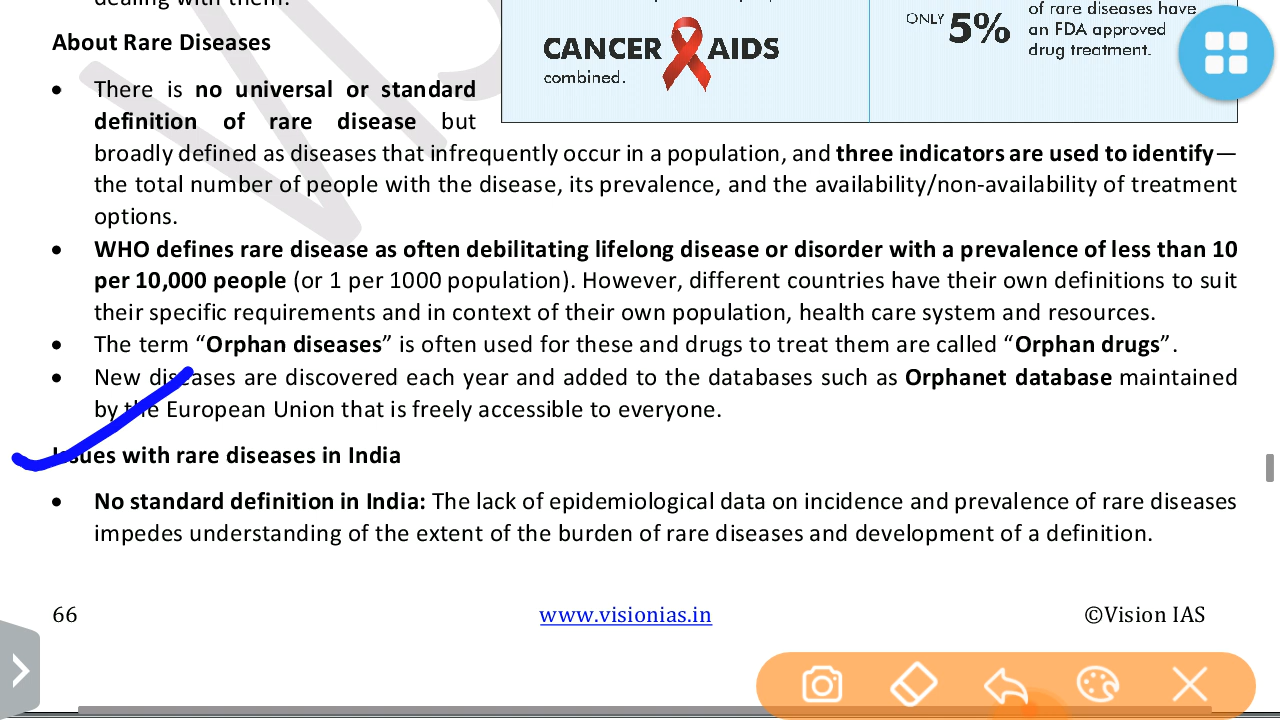 dealing with them.
of rare diseases have
ONLY 5% an FDA approved
drug treatment.
CANCER AIDS
combined.
About Rare Diseases
• There is no universal or standard
definition of rare disease but
broadly defined as diseases that infrequently occur in a population, and three indicators are used to identify—
the total number of people with the disease, its prevalence, and the availability/non-availability of treatment
options.
• WHO defines rare disease as often debilitating lifelong disease or disorder with a prevalence of less than 10
per 10,000 people (or 1 per 1000 population). However, different countries have their own definitions to suit
their specific requirements and in context of their own population, health care system and resources.
• The term “Orphan diseases” is often used for these and drugs to treat them are called “Orphan drugs”.
• New diseases are discovered each year and added to the databases such as Orphanet database maintained
by the European Union that is freely accessible to everyone.
Issues with rare diseases in India
• No standard definition in India: The lack of epidemiological data on incidence and prevalence of rare diseases
impedes understanding of the extent of the burden of rare diseases and development of a definition.
66 www.visionias.in ©Vision IAS